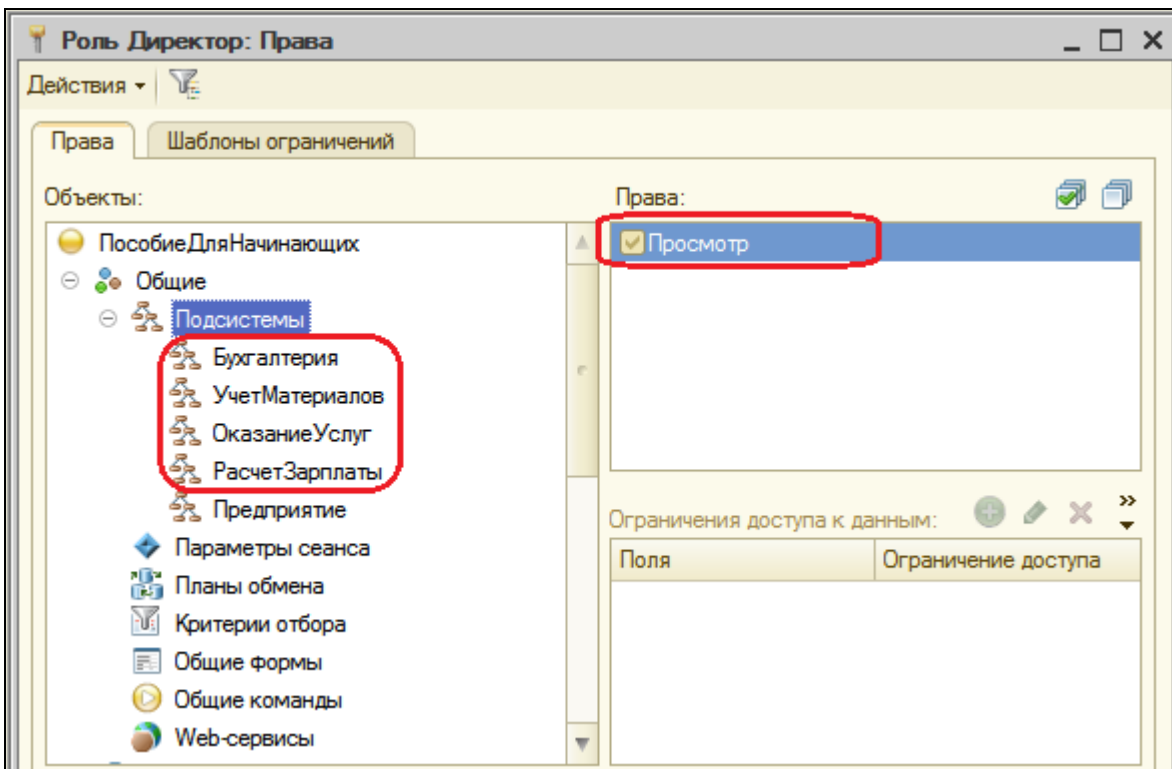 Роль Директор: Права
Действия
Права
Шаблоны ограничений
Объекты:
Права:
ПособиеДляНачинающих
Просмотр
Общие
Подсистемы
Бухгалтерия
УчетМатериалов
ОказаниеУслуг
РасчетЗарплаты
Предприятие
Ограничения доступа к данным:
Параметры сеанса
Поля
Ограничение доступа
Планы обмена
Критерии отбора
Общие формы
Общие команды
Web-сервисы